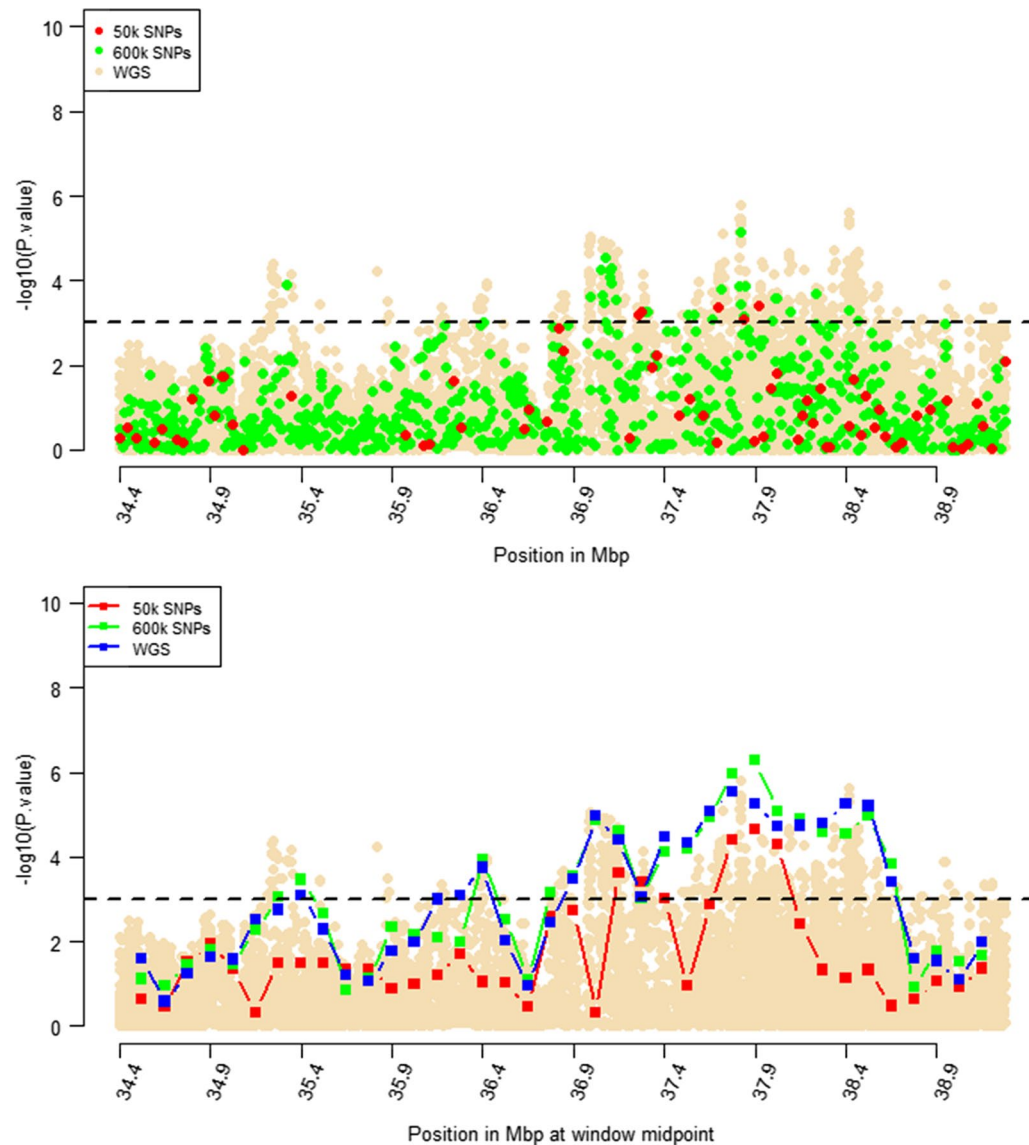 10
8
6
4
2
0
-log10(P.value)
50k SNPs
600k SNPs
WGS
34.4 34.9 35.4 35.9 36.4 36.9 37.4 37.9 38.4 38.9
Position in Mbp
10
8
6
4
2
0
-log10(P.value)
50k SNPs
600k SNPs
WGS
34.4 34.9 35.4 35.9 36.4 36.9 37.4 37.9 38.4 38.9
Position in Mbp at window midpoint